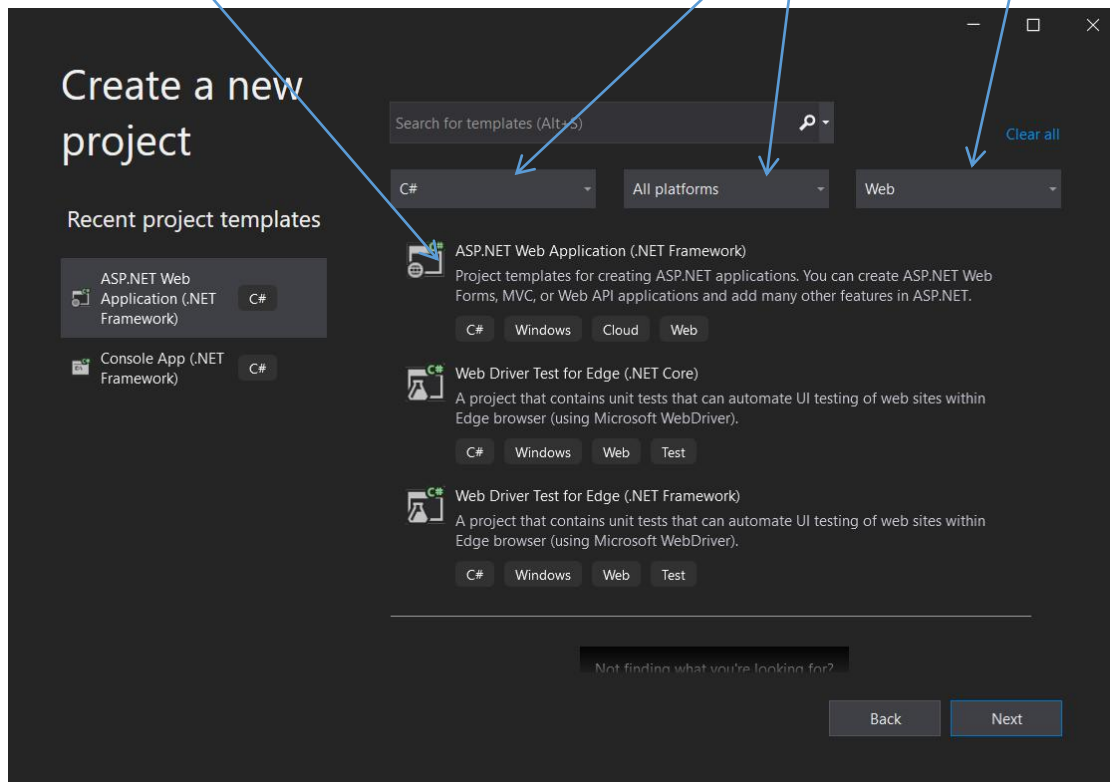 Create a new
project
Search for templates (Alt+S)
Clear all
C#
All platforms
Web
Recent project templates
ASP.NET Web
Application (.NET
Framework)
C#
Console App (.NET
Framework)
C#
ASP.NET Web Application (.NET Framework)
Project templates for creating ASP.NET applications. You can create ASP.NET Web
Forms, MVC, or Web API applications and add many other features in ASP.NET.
C# Windows Cloud Web
Web Driver Test for Edge (.NET Core)
A project that contains unit tests that can automate UI testing of web sites within
Edge browser (using Microsoft WebDriver).
C# Windows Web Test
Web Driver Test for Edge (.NET Framework)
A project that contains unit tests that can automate UI testing of web sites within
Edge browser (using Microsoft WebDriver).
C# Windows Web Test
Not finding what you're looking for?
Back
Next